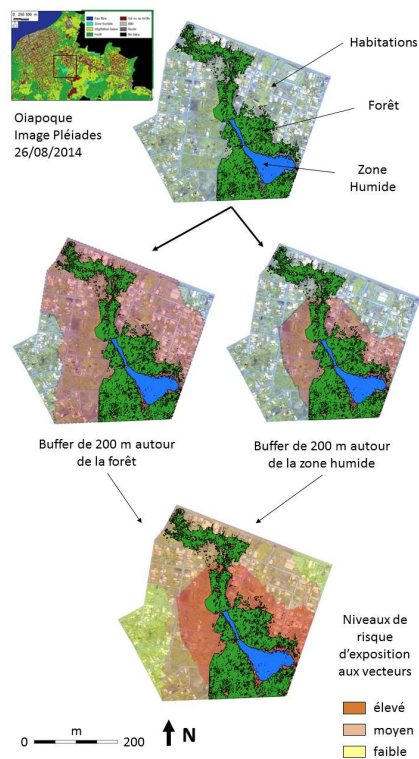 Oiapoque
Image Pléiades
26/08/2014
Habitations
Forêt
Zone
Humide
Buffer de 200 m autour
de la forêt
Buffer de 200 m autour
de la zone humide
Niveaux de
risque
d'exposition
aux vecteurs
élevé
moyen
faible
m
0
200
N